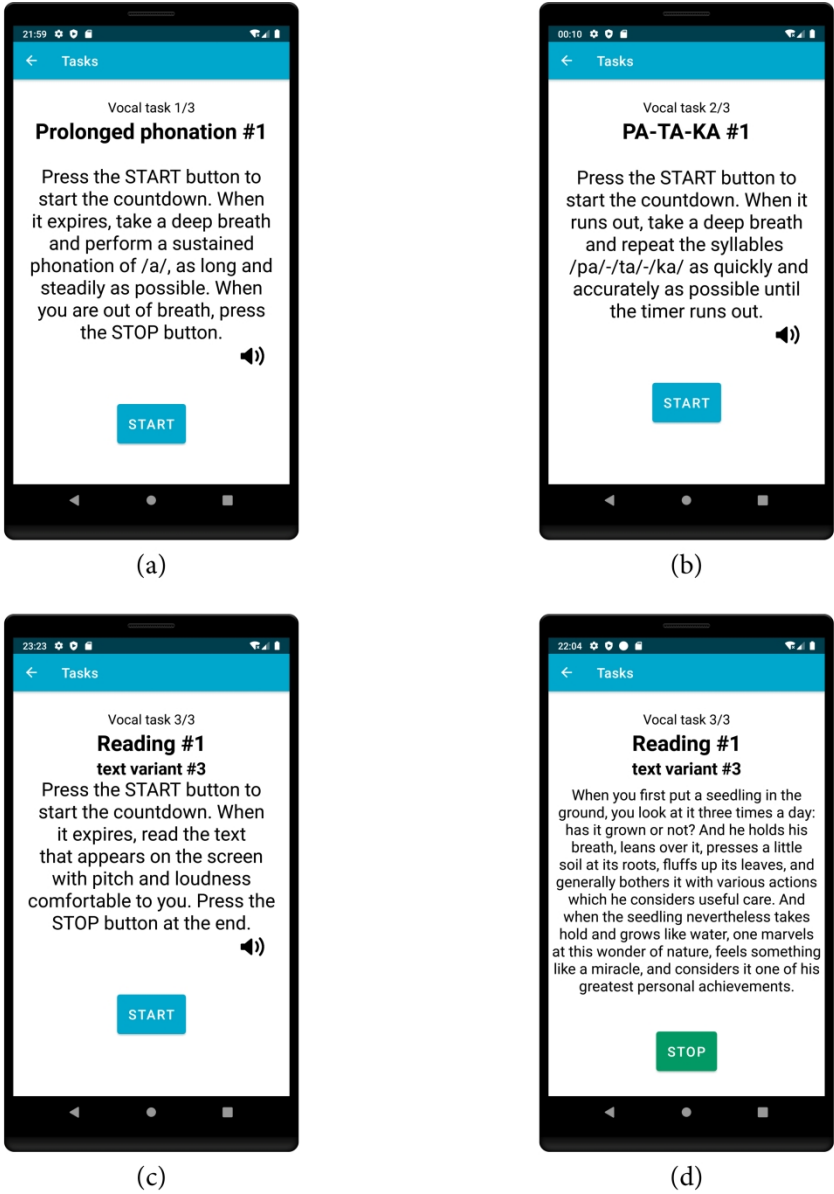 21:59
Tasks
Vocal task 1/3
Prolonged phonation #1
Press the START button to
start the countdown. When
it expires, take a deep breath
and perform a sustained
phonation of /a/, as long and
steadily as possible. When
you are out of breath, press
the STOP button.
START
(a)
00:10
Tasks
Vocal task 2/3
PA-TA-KA #1
Press the START button to
start the countdown. When it
runs out, take a deep breath
and repeat the syllables
/pa/-/ta/-/ka/ as quickly and
accurately as possible until
the timer runs out.
START
(b)
23:23
Tasks
Vocal task 3/3
Reading #1
text variant #3
Press the START button to
start the countdown. When
it expires, read the text
that appears on the screen
with pitch and loudness
comfortable to you. Press the
STOP button at the end.
START
(c)
22:04
Tasks
Vocal task 3/3
Reading #1
text variant #3
When you first put a seedling in the
ground, you look at it three times a day:
has it grown or not? And he holds his
breath, leans over it, presses a little
soil at its roots, fluffs up its leaves, and
generally bothers it with various actions
which he considers useful care. And
when the seedling nevertheless takes
hold and grows like water, one marvels
at this wonder of nature, feels something
like a miracle, and considers it one of his
greatest personal achievements.
STOP
(d)